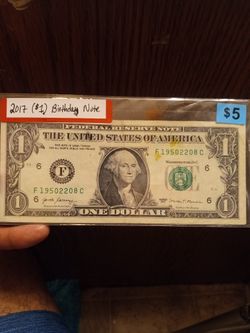 2017 ($1) Birthday Note
$5
FEDERAL RESERVE NOTE
THE UNITED STATES OF AMERICA
1
1
F 19502208 C
6
6
F
F 19502208 C
6
6
1
1
ONE DOLLAR